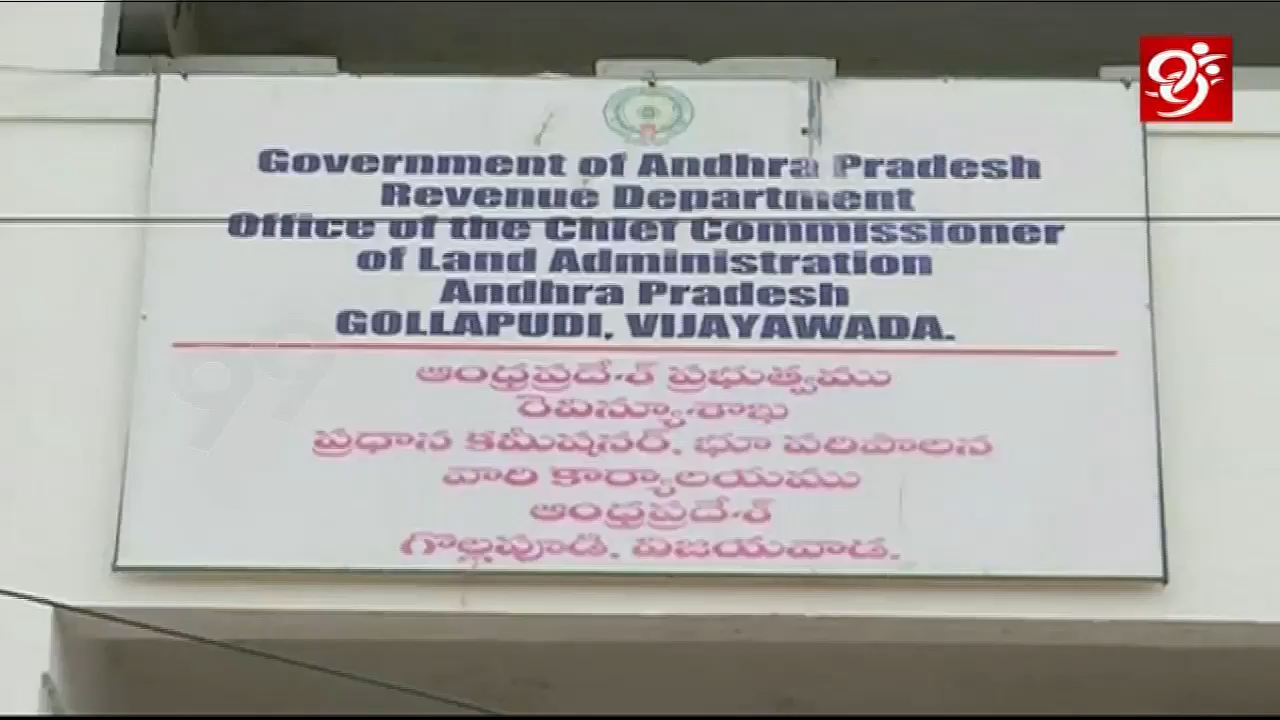 Government of Andhra Pradesh
Revenue Department
Office of the Chief Commissioner
of Land Administration
Andhra Pradesh
GOLLAPUDI, VIJAYAWADA.
ఆంధ్రప్రదేశ్ ప్రభుత్వము
రెవిన్యూ శాఖ
ప్రధాన కమీషనర్, భూ పరిపాలన
వారి కార్యాలయము
ఆంధ్రప్రదేశ్
గొల్లపూడి, విజయవాడ.